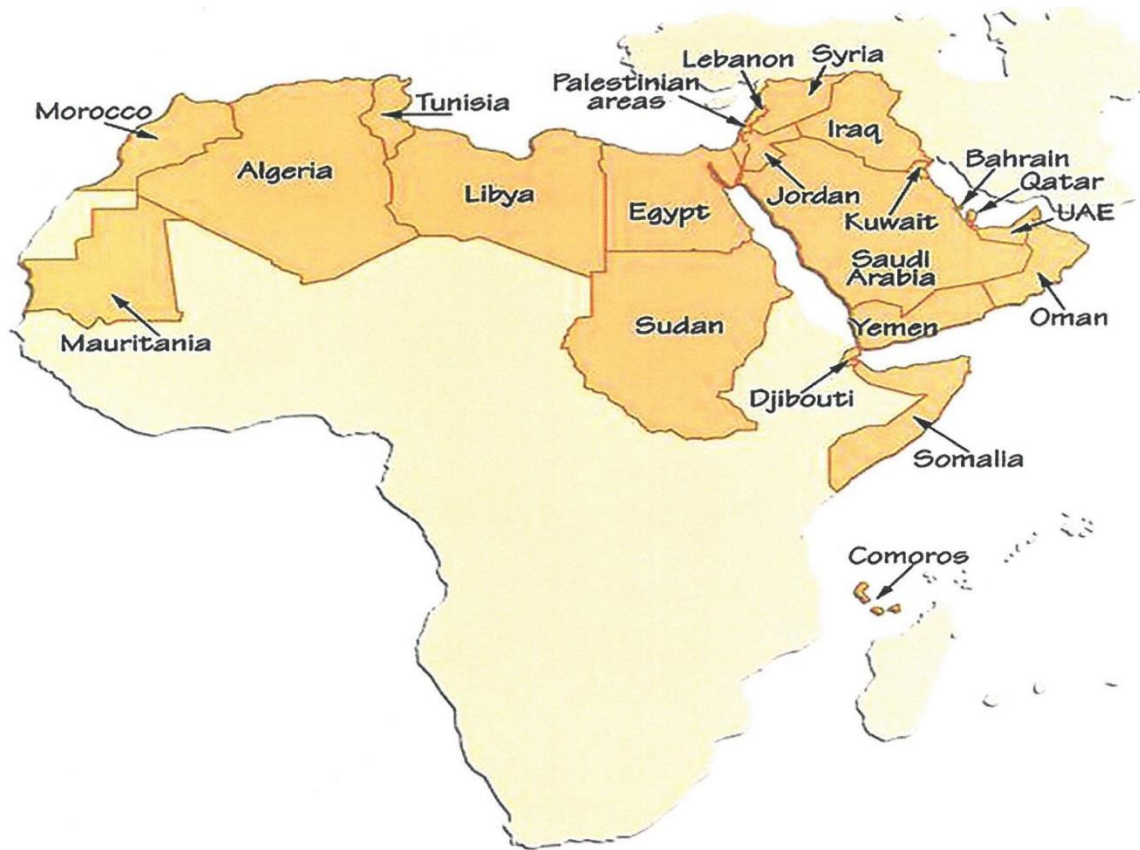 Lebanon
Syria
Palestinian
areas
Morocco
Tunisia
Iraq
Algeria
Bahrain
Libya
Jordan
Qatar
Egypt
Kuwait
UAE
Saudi
Arabia
Sudan
Yemen
Oman
Mauritania
Djibouti
Somalia
Comoros